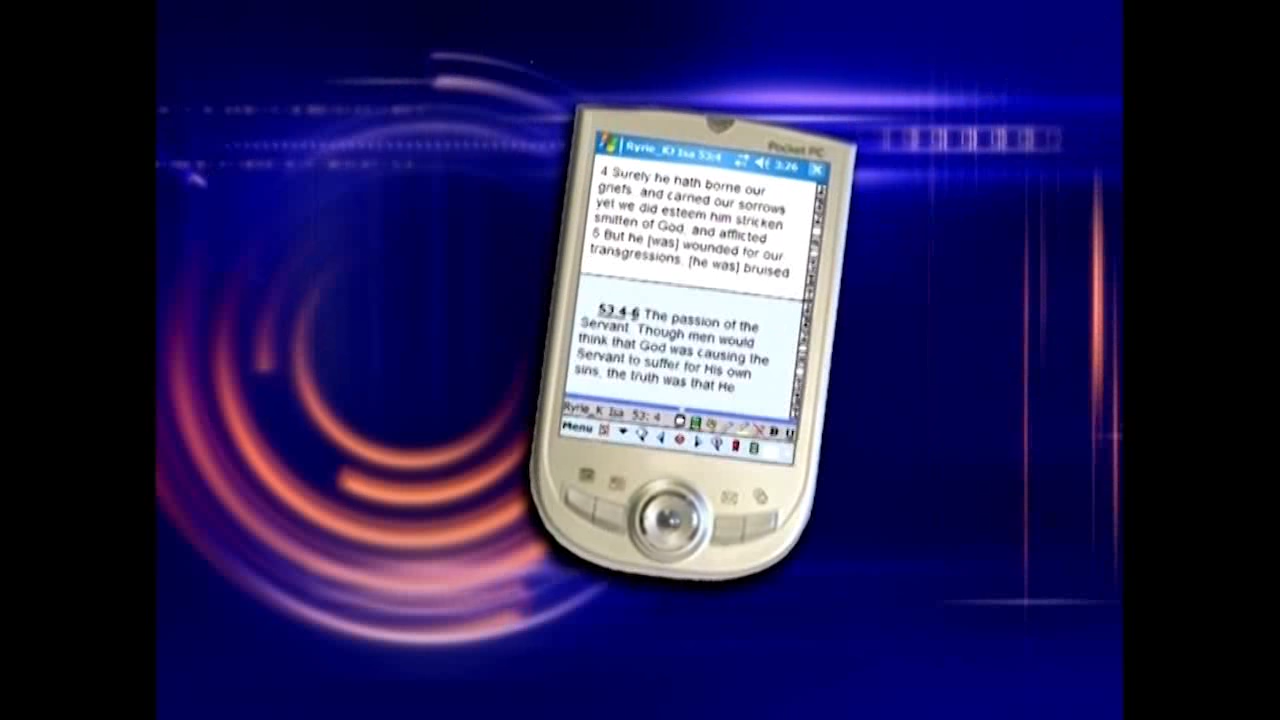 Pocket PC
Ryrie_K! Isa 53:4 3:26
4 Surely he hath borne our
griefs, and carried our sorrows
yet we did esteem him stricken
smitten of God, and afflicted
5 But he [was] wounded for our
transgressions, [he was] bruised
53:4-6 The passion of the
Servant. Though men would
think that God was causing the
Servant to suffer for His own
sins, the truth was that He
Ryrie_K Isa 53: 4 B U
Menu